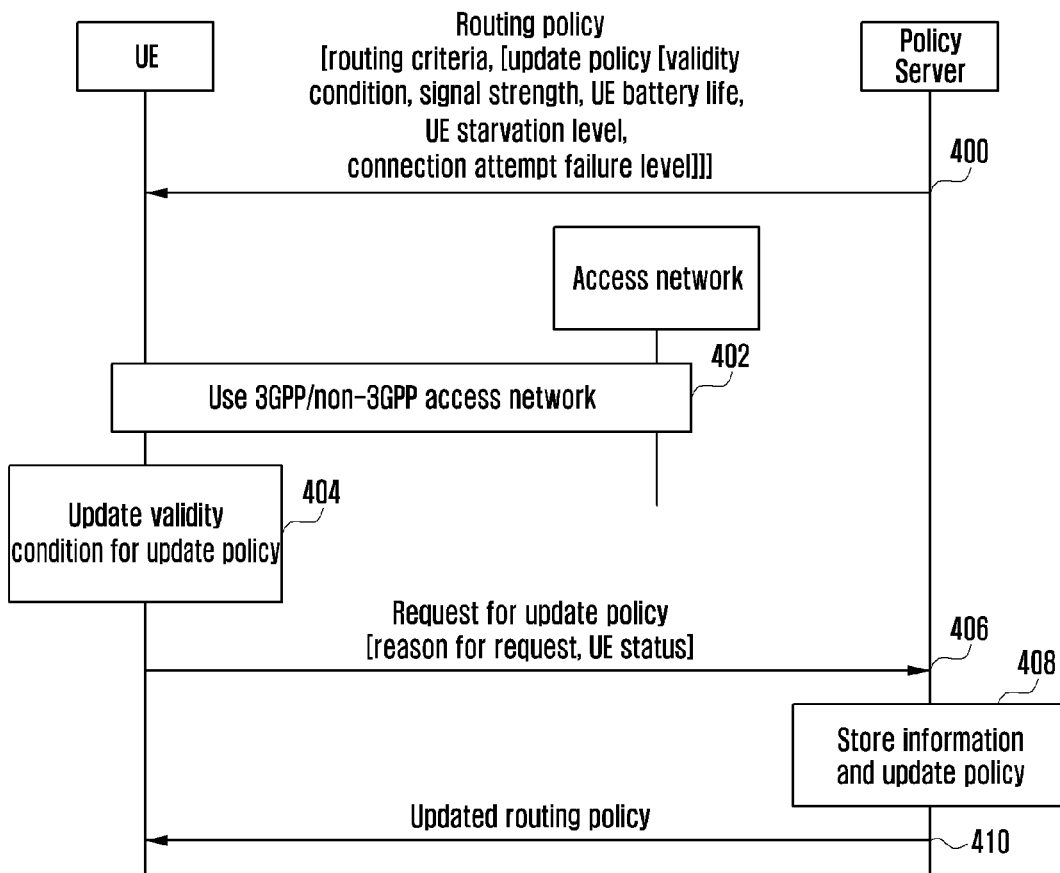 UE
Routing policy
[routing criteria, [update policy [validity
condition, signal strength, UE battery life,
UE starvation level,
connection attempt failure level]]]
Policy
Server
400
Access network
402
Use 3GPP/non-3GPP access network
404
Update validity
condition for update policy
Request for update policy
[reason for request, UE status]
406
408
Store information
and update policy
Updated routing policy
410